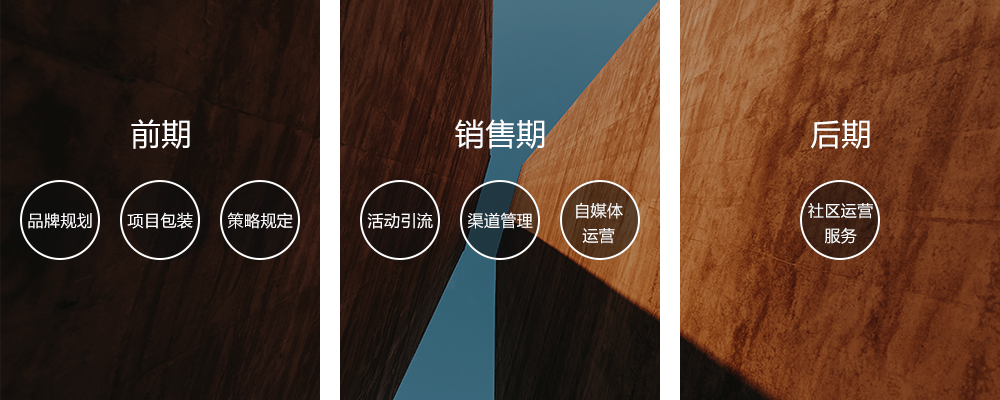 前期
品牌规划
项目包装
策略规定
销售期
活动引流
渠道管理
自媒体
运营
后期
社区运营
服务